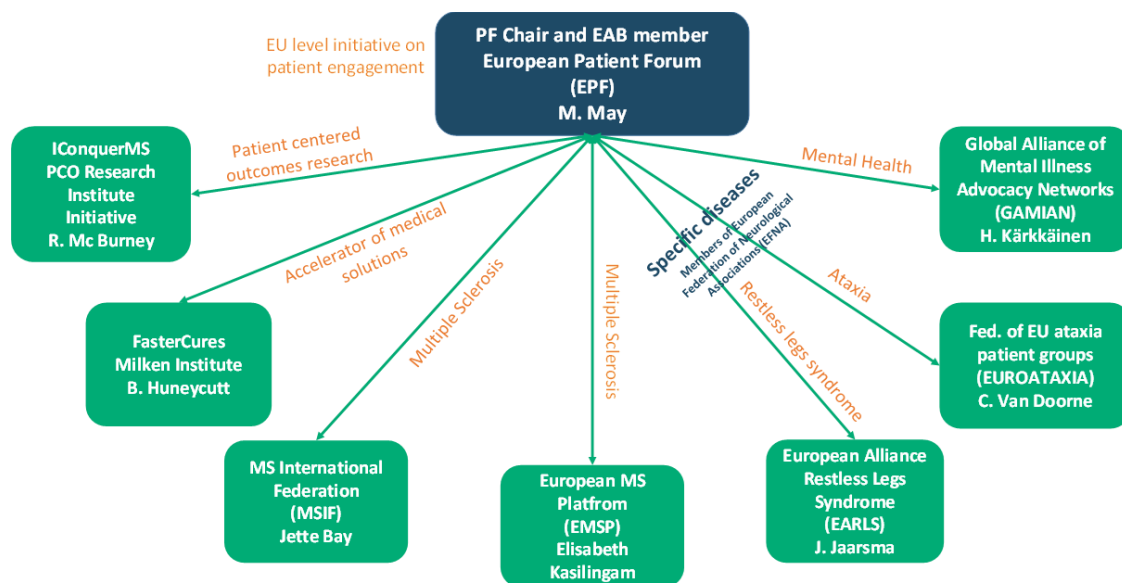 EU level initiative on
patient engagement
PF Chair and EAB member
European Patient Forum
(EPF)
M. May
IConquerMS
PCO Research
Institute
Initiative
R. Mc Burney
Patient centered
outcomes research
Mental Health
Global Alliance of
Mental Illness
Advocacy Networks
(GAMIAN)
H. Kärkkäinen
Accelerator of medical
solutions
Multiple Sclerosis
Multiple Sclerosis
Specific diseases
Members of European
Federation of Neurological
Associations (EFNA)
Restless legs syndrome
Ataxia
FasterCures
Milken Institute
B. Huneycutt
Fed. of EU ataxia
patient groups
(EUROATAXIA)
C. Van Doorne
MS International
Federation
(MSIF)
Jette Bay
European MS
Platfrom
(EMSP)
Elisabeth
Kasilingam
European Alliance
Restless Legs
Syndrome
(EARLS)
J. Jaarsma